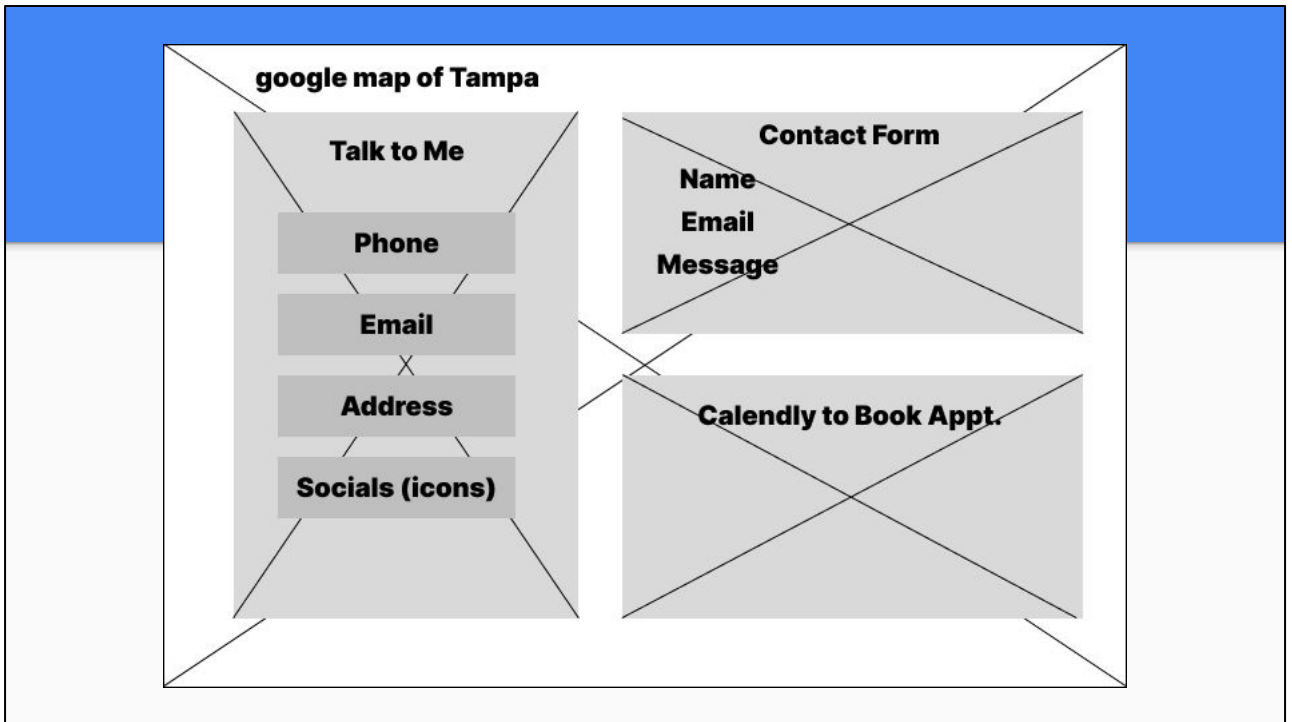 google map of Tampa
Talk to Me
Phone
Email
Address
Socials (icons)
Contact Form
Name
Email
Message
Calendly to Book Appt.